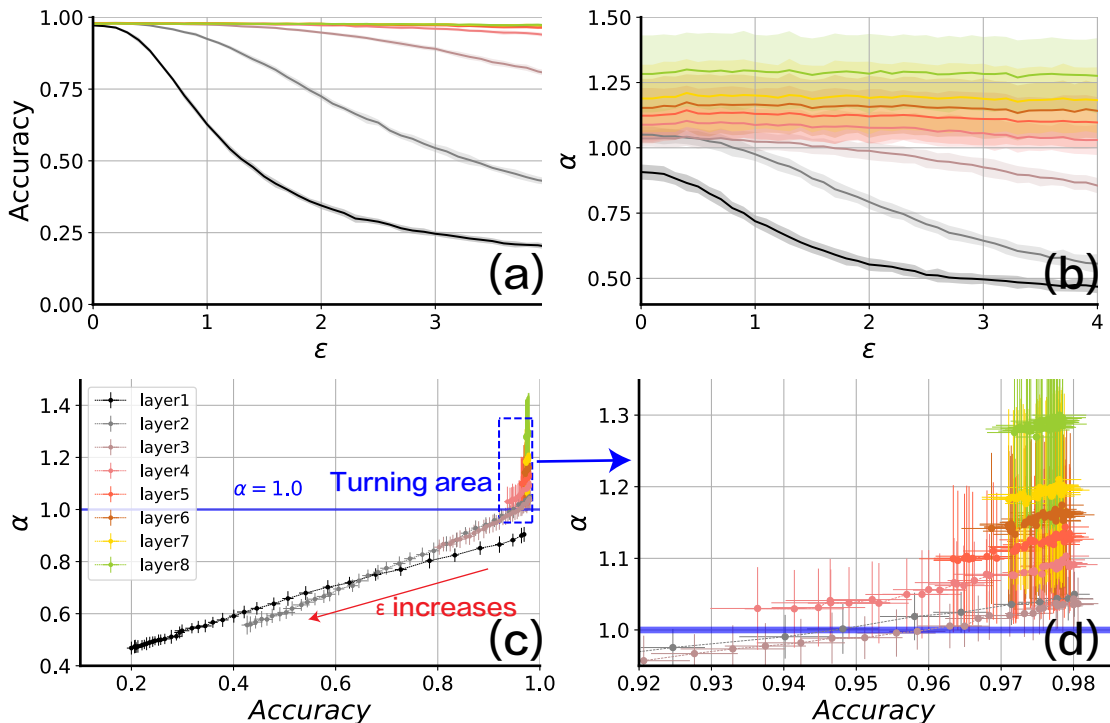 1.00
0.75
0.50
0.25
0.00
Accuracy
0
1
2
3
ε
(a)
1.50
1.25
1.00
0.75
0.50
α
0
1
2
3
4
ε
(b)
1.4
1.2
1.0
0.8
0.6
0.4
α
layer1
layer2
layer3
layer4
layer5
layer6
layer7
layer8
α = 1.0
Turning area
ε increases
(c)
0.2
0.4
0.6
0.8
1.0
Accuracy
1.3
1.2
1.1
1.0
α
(d)
0.92
0.93
0.94
0.95
0.96
0.97
0.98
Accuracy